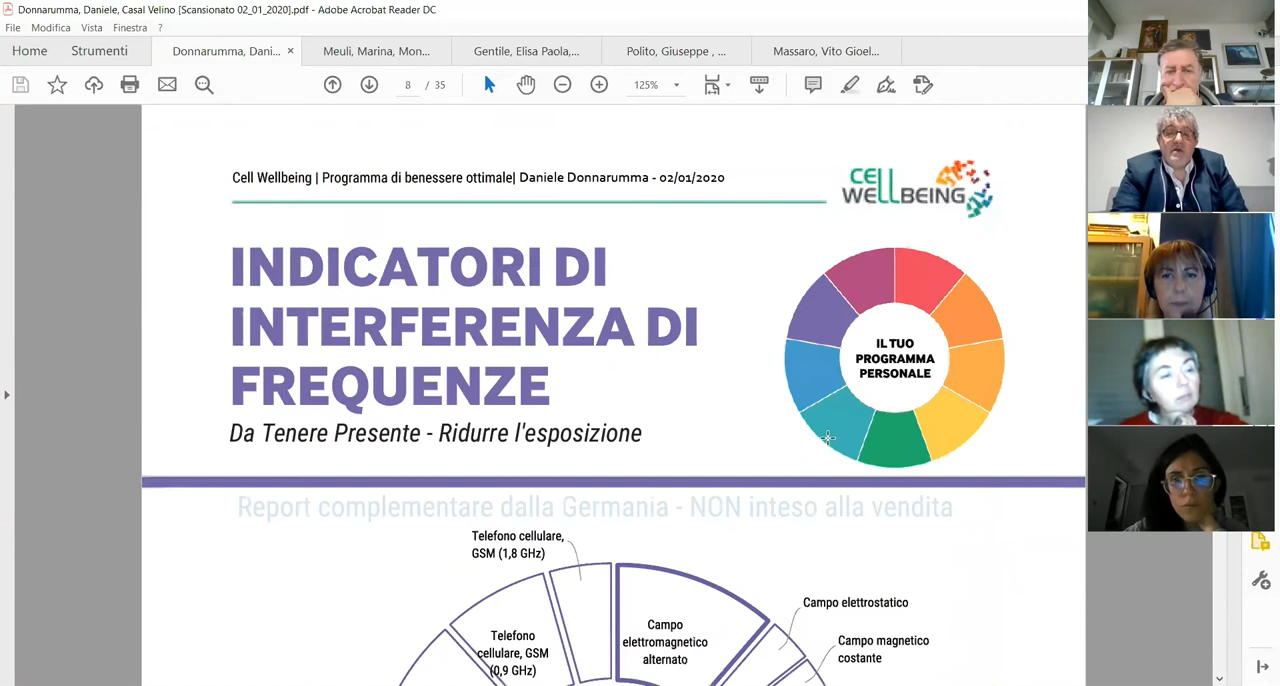 Donnarumma, Daniele, Casal Velino [Scansionato 02_01_2020].pdf - Adobe Acrobat Reader DC
File Modifica Vista Finestra ?
Home Strumenti Donnarumma, Dani... × Meuli, Marina, Mon... Gentile, Elisa Paola,... Polito, Giuseppe , ... Massaro, Vito Gioel...
8 / 35 125%
Cell Wellbeing | Programma di benessere ottimale| Daniele Donnarumma - 02/01/2020
CELL
WELLBEING
INDICATORI DI
INTERFERENZA DI
FREQUENZE
Da Tenere Presente - Ridurre l'esposizione
IL TUO
PROGRAMMA
PERSONALE
Report complementare dalla Germania - NON inteso alla vendita
Telefono cellulare,
GSM (1,8 GHz)
Telefono
cellulare, GSM
(0,9 GHz)
Campo
elettromagnetico
alternato
Campo elettrostatico
Campo magnetico
costante